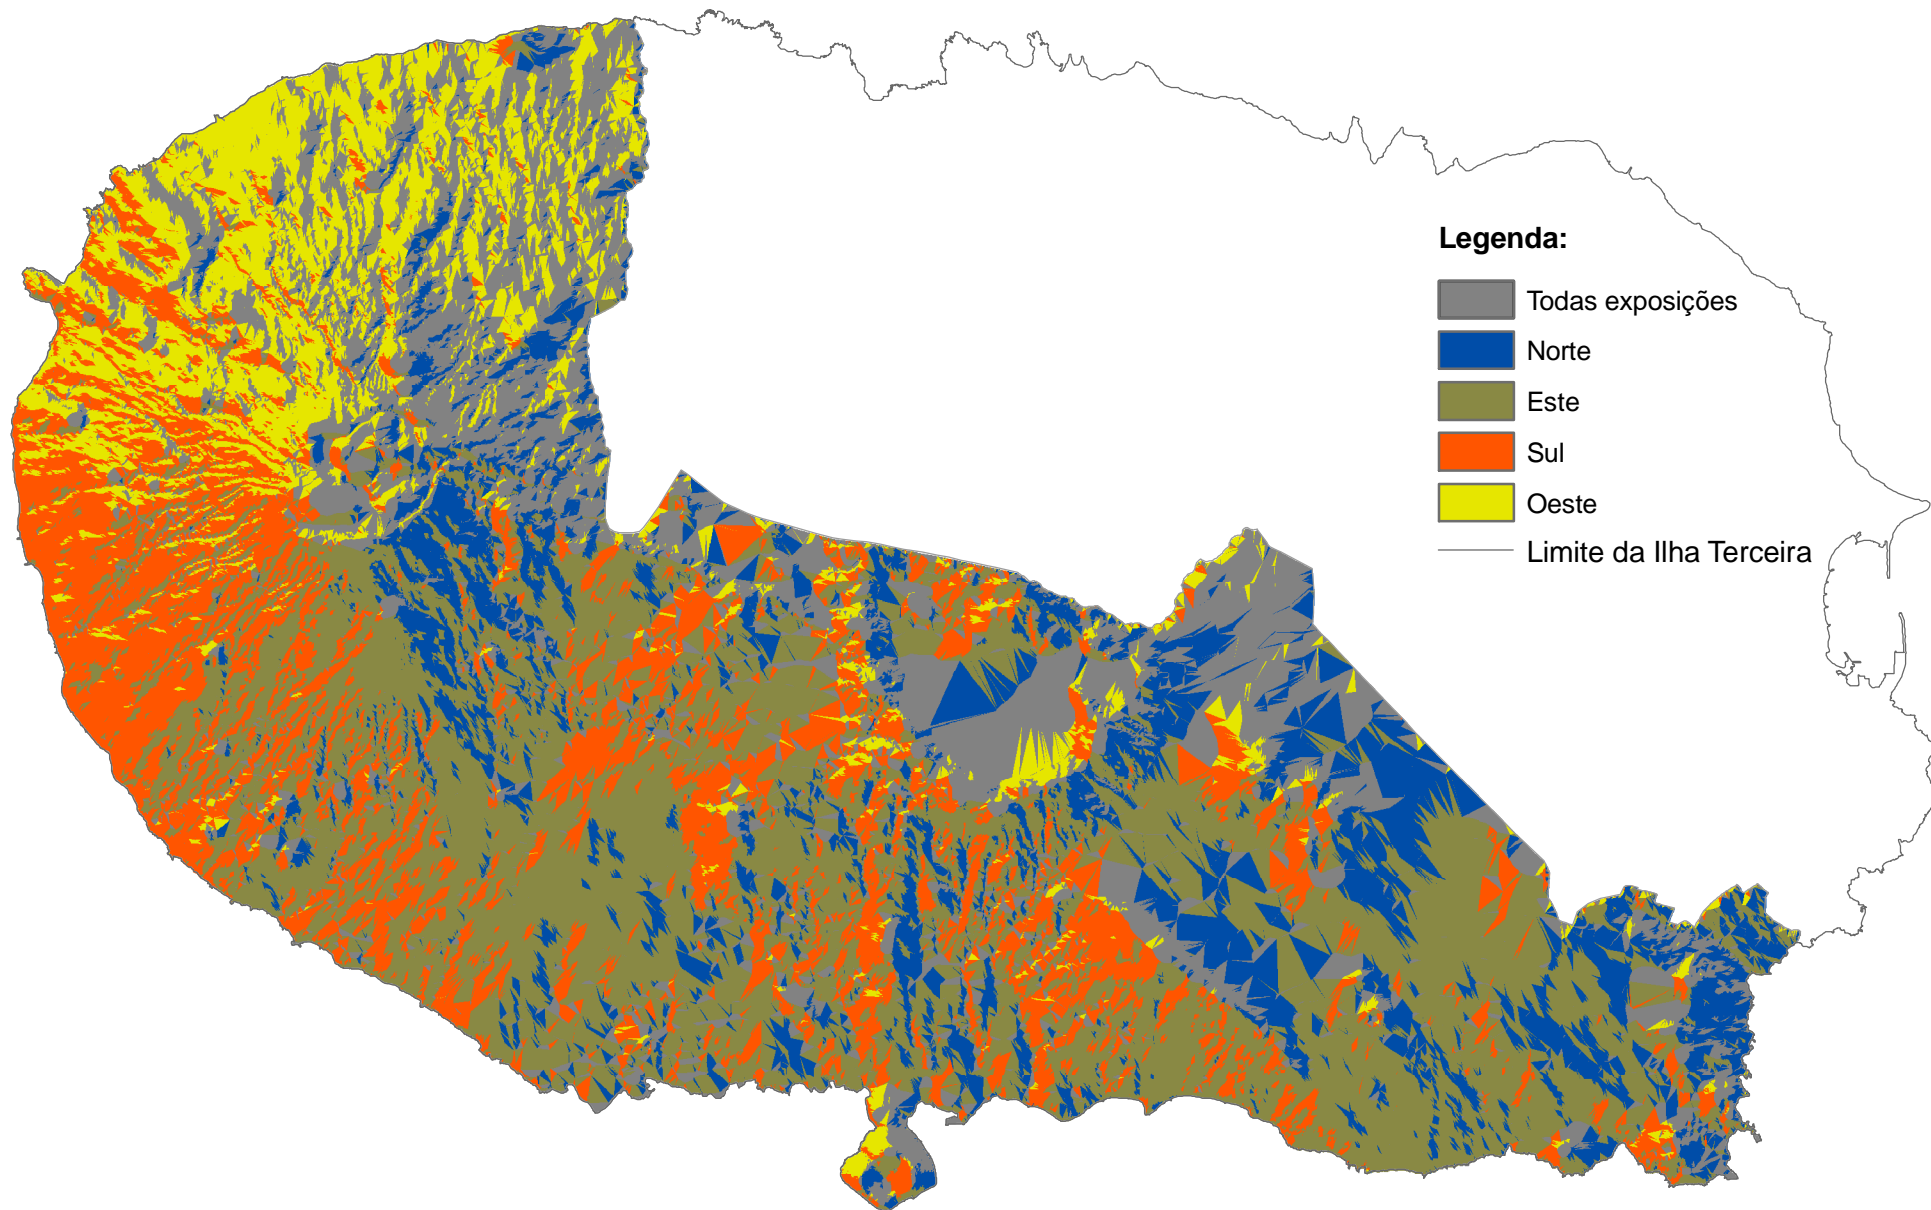 Legenda:
Todas exposições
Norte
Este
Sul
Oeste
Limite da Ilha Terceira